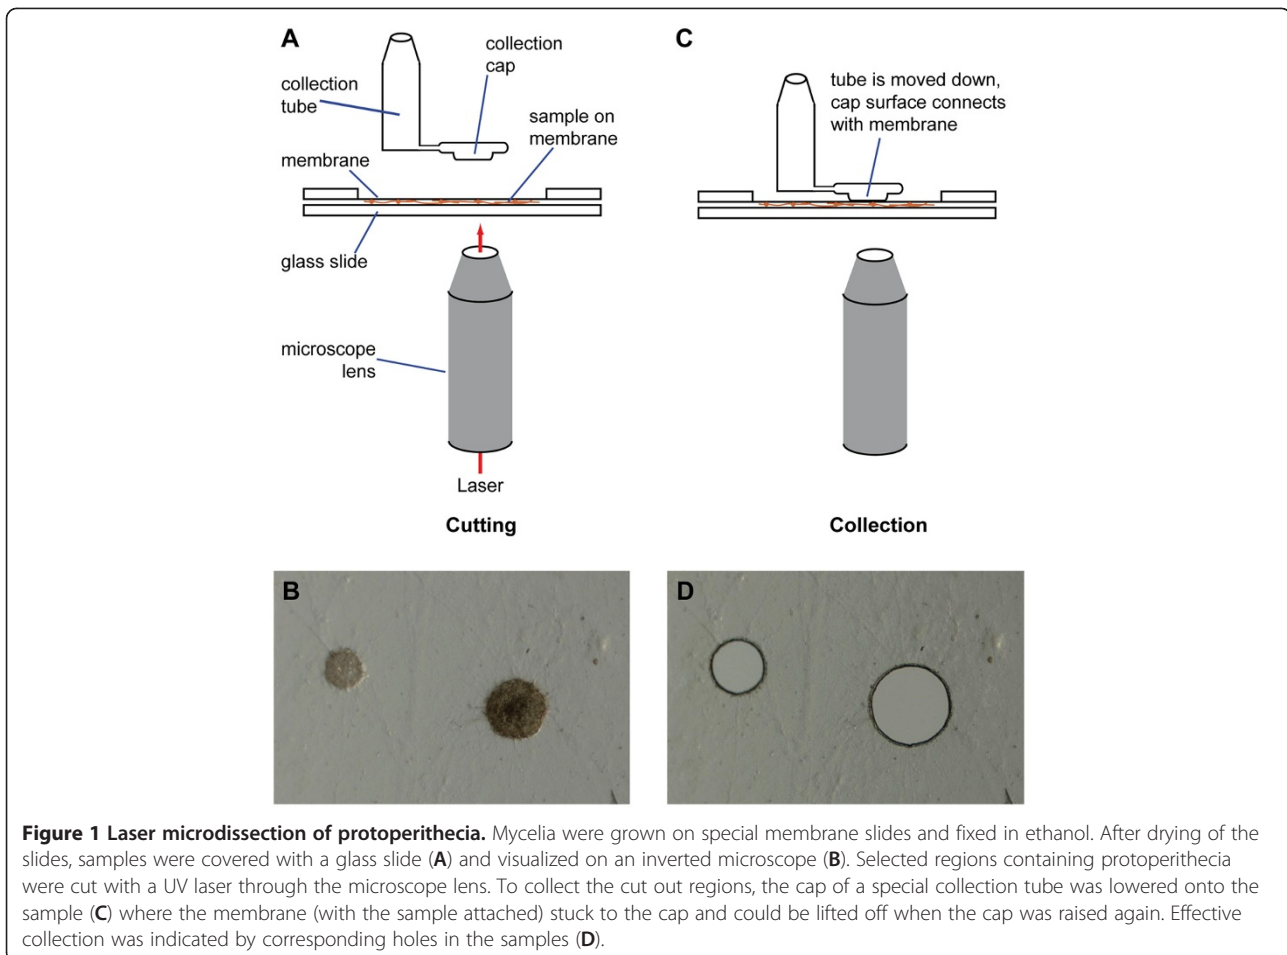 A
collection
cap
collection
tube
sample on
membrane
membrane
glass slide
microscope
lens
Laser
Cutting
C
tube is moved down,
cap surface connects
with membrane
Collection
B
D
Figure 1 Laser microdissection of protoperithecia. Mycelia were grown on special membrane slides and fixed in ethanol. After drying of the
slides, samples were covered with a glass slide (A) and visualized on an inverted microscope (B). Selected regions containing protoperithecia
were cut with a UV laser through the microscope lens. To collect the cut out regions, the cap of a special collection tube was lowered onto the
sample (C) where the membrane (with the sample attached) stuck to the cap and could be lifted off when the cap was raised again. Effective
collection was indicated by corresponding holes in the samples (D).